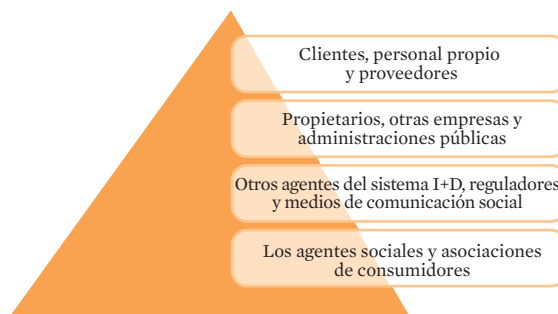 Clientes, personal propio
y proveedores
Propietarios, otras empresas y
administraciones públicas
Otros agentes del sistema I+D, reguladores
y medios de comunicación social
Los agentes sociales y asociaciones
de consumidores